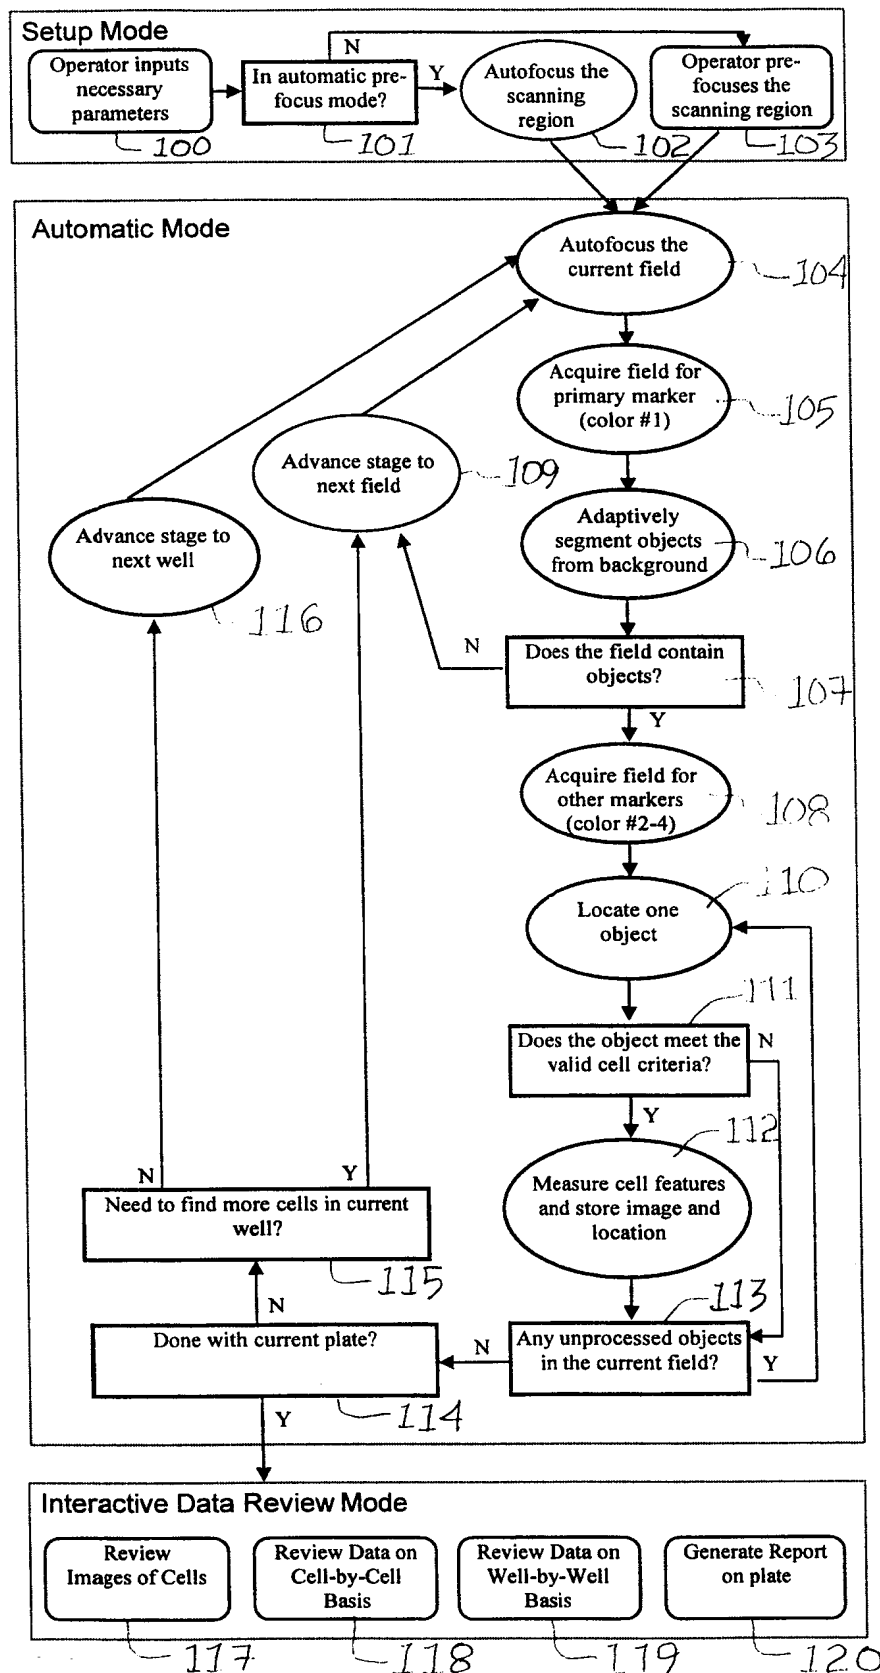 Setup Mode
Operator inputs
necessary
parameters
100
In automatic pre-
focus mode?
101
N
Y
Autofocus the
scanning
region
102
Operator pre-
focuses the
scanning region
103
Automatic Mode
Autofocus the
current field
104
Acquire field for
primary marker
(color #1)
105
Advance stage to
next field
109
Adaptively
segment objects
from background
106
Advance stage to
next well
116
Does the field contain
objects?
107
N
Y
Acquire field for
other markers
(color #2-4)
108
Locate one
object
110
Does the object meet the
valid cell criteria?
111
N
Y
Measure cell features
and store image and
location
112
N
Y
Need to find more cells in current
well?
115
N
Any unprocessed objects
in the current field?
113
Y
N
Done with current plate?
114
Y
Interactive Data Review Mode
Review
Images of Cells
117
Review Data on
Cell-by-Cell
Basis
118
Review Data on
Well-by-Well
Basis
119
Generate Report
on plate
120